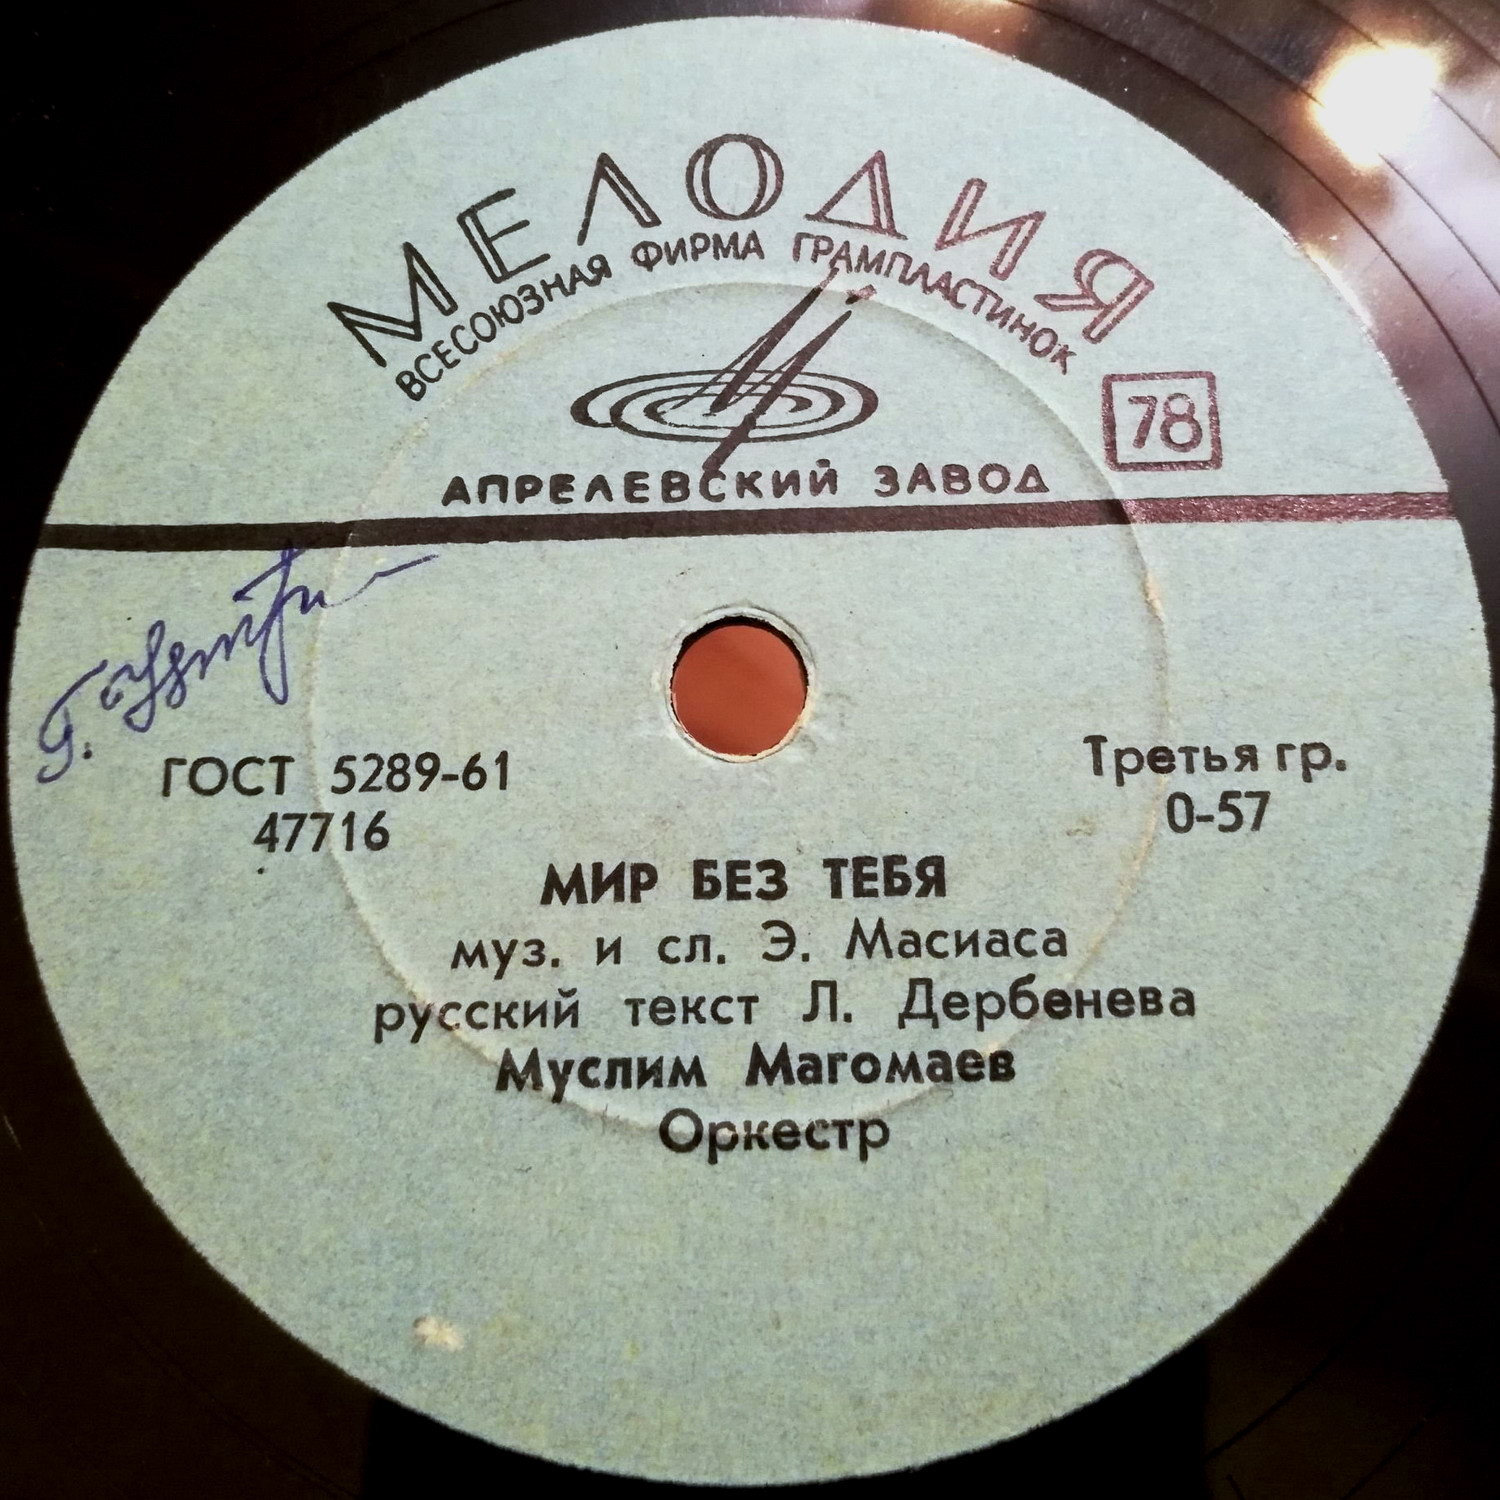 МЕЛОДИЯ
ВСЕСОЮЗНАЯ ФИРМА ГРАМПЛАСТИНОК
78
АПРЕЛЕВСКИЙ ЗАВОД
ГОСТ 5289-61
47716
Третья гр.
0-57
МИР БЕЗ ТЕБЯ
муз. и сл. Э. Масиаса
русский текст Л. Дербенева
Муслим Магомаев
Оркестр